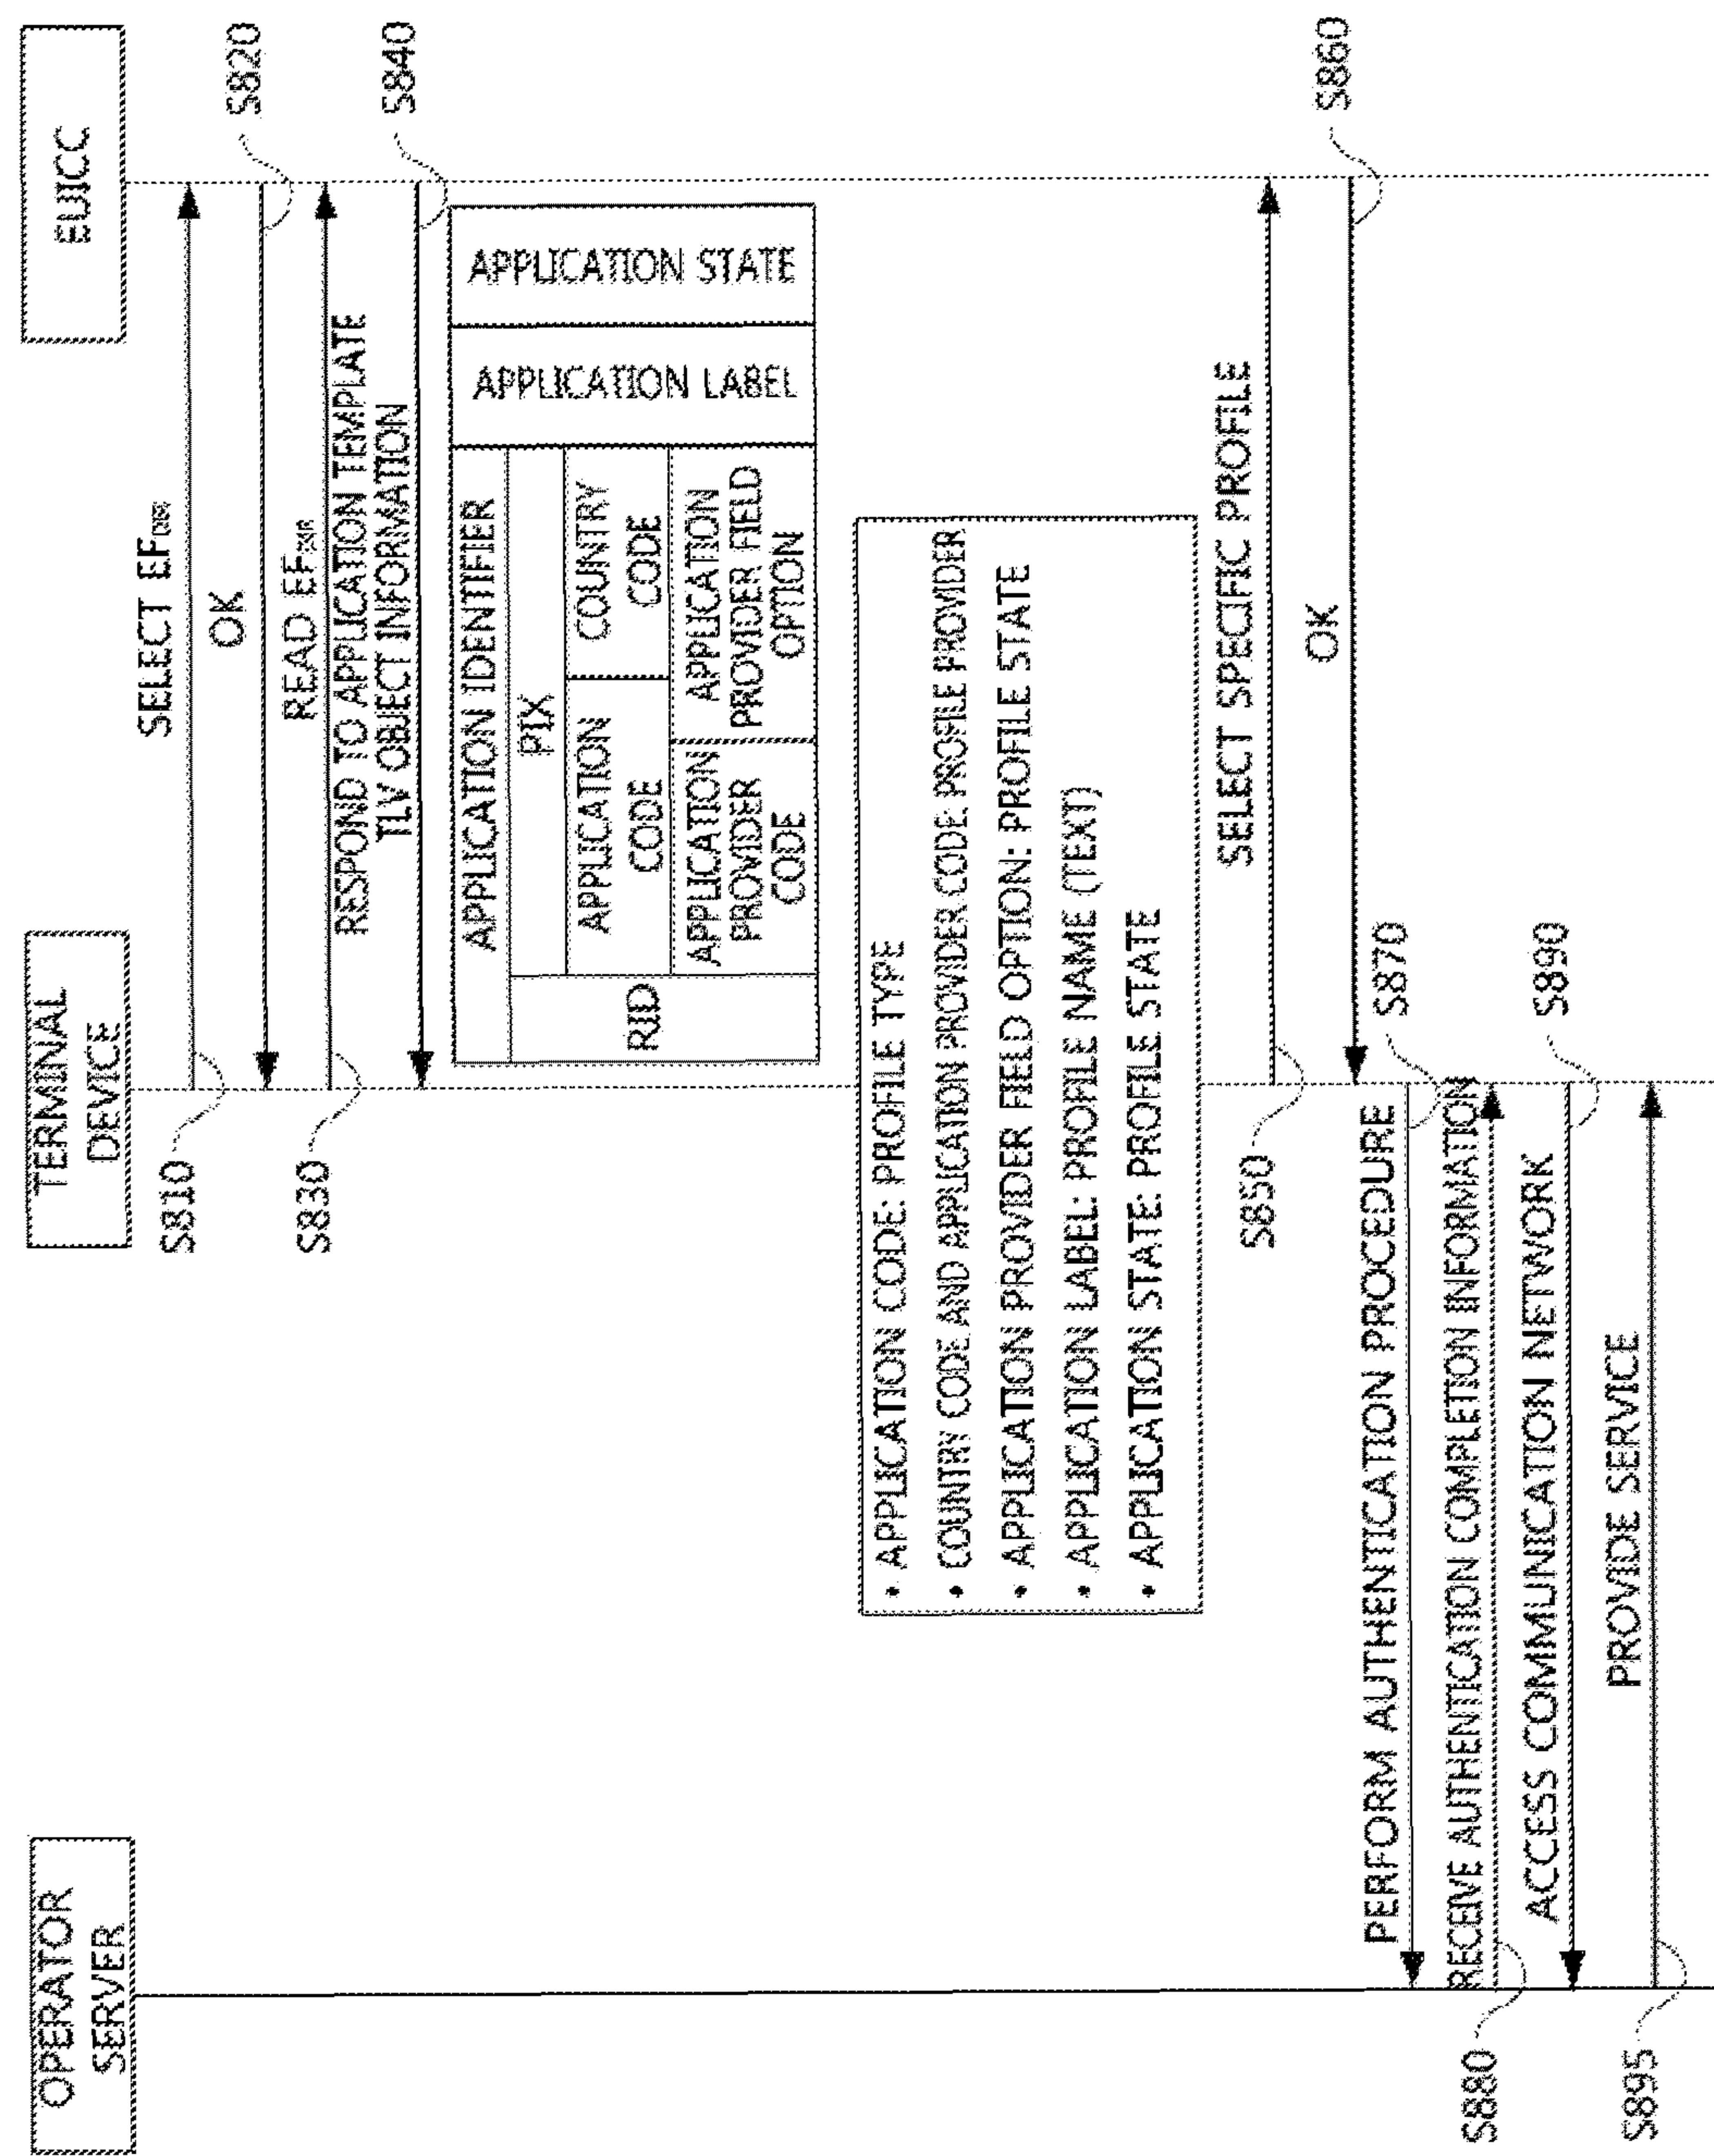 OPERATOR
SERVER
TERMINAL
DEVICE
EUICC
S810
SELECT EFDIR
OK
S820
S830
READ EFDIR
RESPOND TO APPLICATION TEMPLATE
TLV OBJECT INFORMATION
S840
APPLICATION IDENTIFIER
APPLICATION LABEL
APPLICATION STATE
RID
PIX
APPLICATION
CODE
COUNTRY
CODE
APPLICATION
PROVIDER
CODE
APPLICATION
PROVIDER FIELD
OPTION
• APPLICATION CODE: PROFILE TYPE
• COUNTRY CODE AND APPLICATION PROVIDER CODE: PROFILE PROVIDER
• APPLICATION PROVIDER FIELD OPTION: PROFILE STATE
• APPLICATION LABEL: PROFILE NAME (TEXT)
• APPLICATION STATE: PROFILE STATE
S850
SELECT SPECIFIC PROFILE
OK
S860
PERFORM AUTHENTICATION PROCEDURE
S870
RECEIVE AUTHENTICATION COMPLETION INFORMATION
S880
ACCESS COMMUNICATION NETWORK
S890
PROVIDE SERVICE
S895